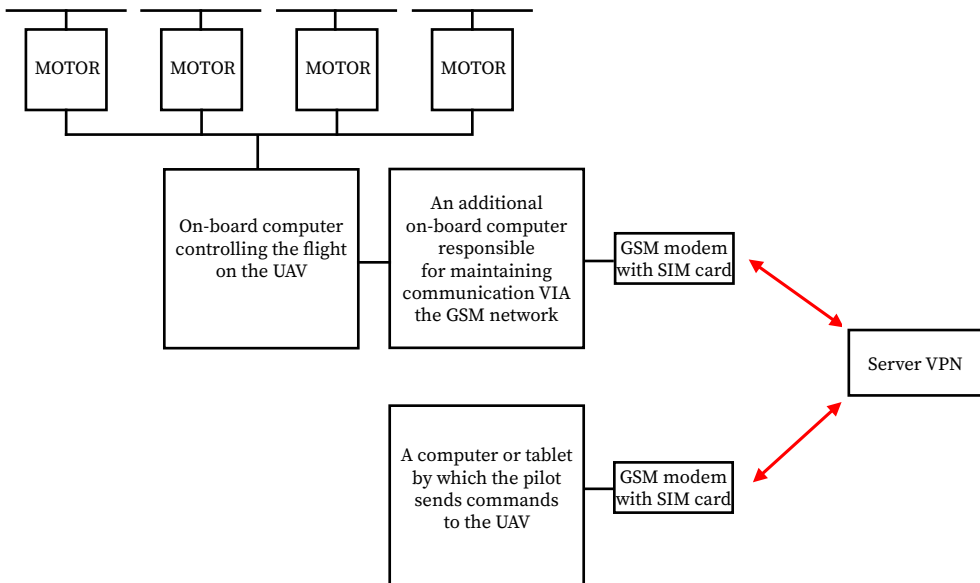 MOTOR
MOTOR
MOTOR
MOTOR
On-board computer
controlling the flight
on the UAV
An additional
on-board computer
responsible
for maintaining
communication VIA
the GSM network
GSM modem
with SIM card
Server VPN
A computer or tablet
by which the pilot
sends commands
to the UAV
GSM modem
with SIM card